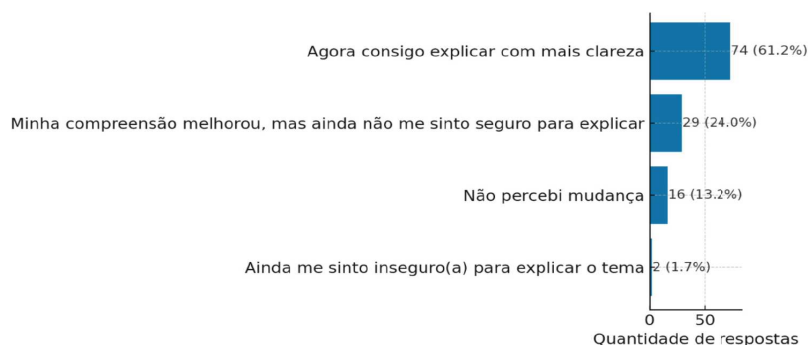 Agora consigo explicar com mais clareza
74 (61.2%)
Minha compreensão melhorou, mas ainda não me sinto seguro para explicar
29 (24.0%)
Não percebi mudança
16 (13.2%)
Ainda me sinto inseguro(a) para explicar o tema
2 (1.7%)
0 50
Quantidade de respostas